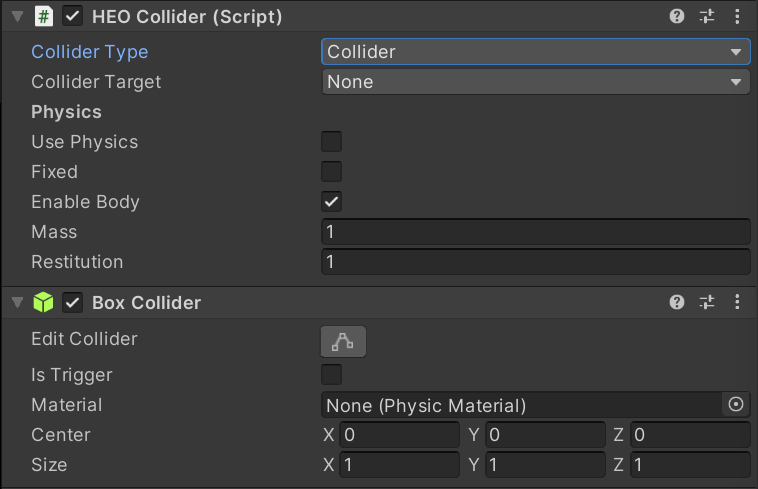 HEO Collider (Script)
Collider Type Collider
Collider Target None
Physics
Use Physics
Fixed
Enable Body
Mass 1
Restitution 1
Box Collider
Edit Collider
Is Trigger
Material None (Physic Material)
Center X 0 Y 0 Z 0
Size X 1 Y 1 Z 1